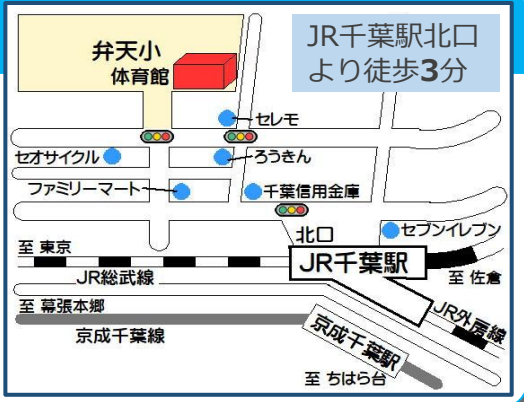 JR千葉駅北口
より徒歩3分
弁天小
体育館
セレモ
セオサイクル
ろうきん
ファミリーマート
千葉信用金庫
北口
セブンイレブン
至 東京
JR千葉駅
JR総武線
至 佐倉
至 幕張本郷
JR外房線
京成千葉線
京成千葉駅
至 ちはら台